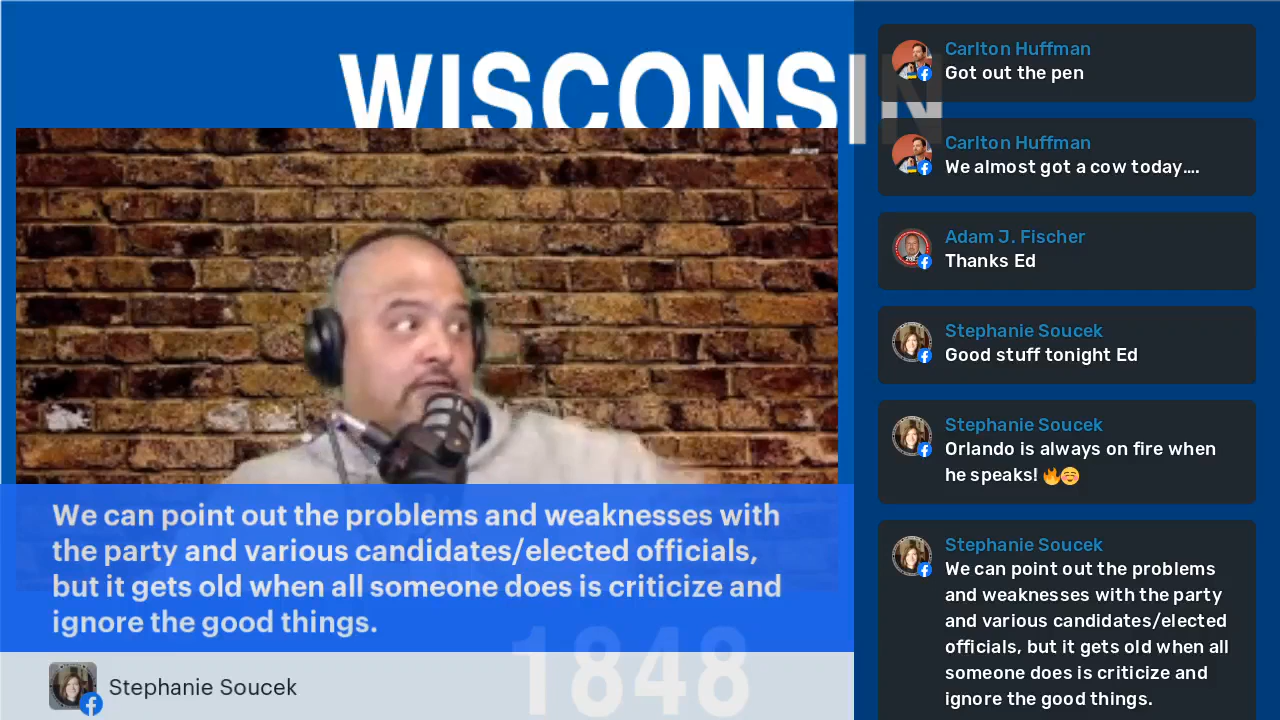 WISCONSIN
We can point out the problems and weaknesses with
the party and various candidates/elected officials,
but it gets old when all someone does is criticize and
ignore the good things.
1848
Stephanie Soucek
Carlton Huffman
Got out the pen
Carlton Huffman
We almost got a cow today....
Adam J. Fischer
Thanks Ed
Stephanie Soucek
Good stuff tonight Ed
Stephanie Soucek
Orlando is always on fire when
he speaks! 🔥☺️
Stephanie Soucek
We can point out the problems
and weaknesses with the party
and various candidates/elected
officials, but it gets old when all
someone does is criticize and
ignore the good things.